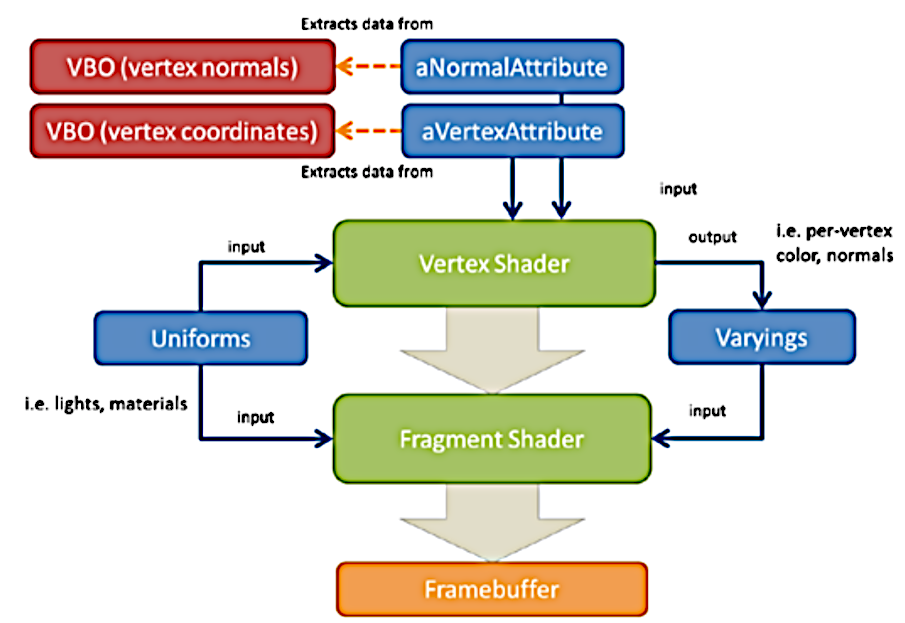 Extracts data from
VBO (vertex normals)
aNormalAttribute
VBO (vertex coordinates)
aVertexAttribute
Extracts data from
input
input
Vertex Shader
output
i.e. per-vertex
color, normals
Uniforms
Varyings
i.e. lights, materials
input
Fragment Shader
input
Framebuffer